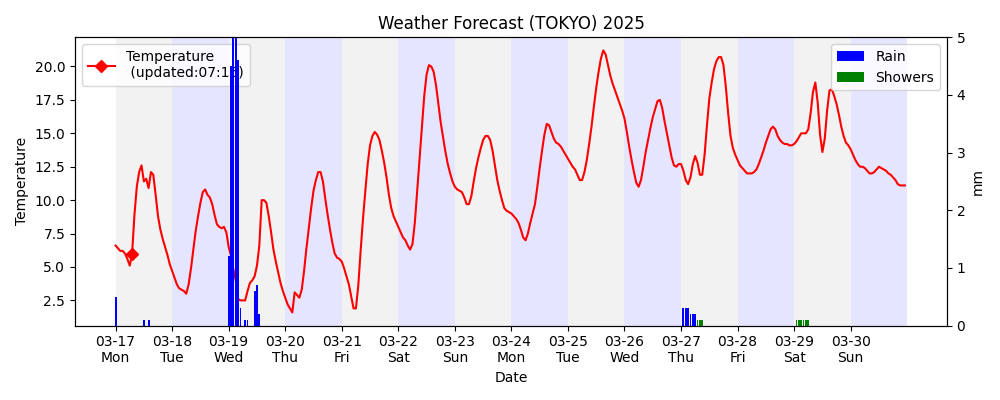 Weather Forecast (TOKYO) 2025
Temperature
(updated:07:15)
Rain
Showers
Temperature
20.0
17.5
15.0
12.5
10.0
7.5
5.0
2.5
5
4
3
2
1
0
mm
03-17 03-18 03-19 03-20 03-21 03-22 03-23 03-24 03-25 03-26 03-27 03-28 03-29 03-30
Mon Tue Wed Thu Fri Sat Sun Mon Tue Wed Thu Fri Sat Sun
Date